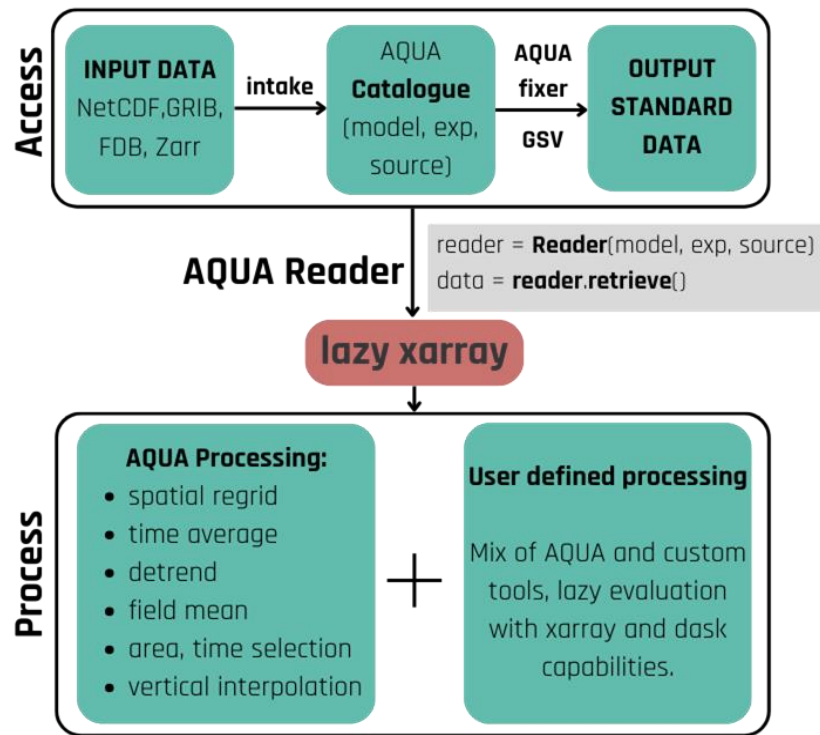 Access
INPUT DATA
NetCDF,GRIB,
FDB, Zarr
intake
AQUA
Catalogue
(model, exp,
source)
AQUA
fixer
GSV
OUTPUT
STANDARD
DATA
AQUA Reader
reader = Reader(model, exp, source)
data = reader.retrieve()
lazy xarray
Process
AQUA Processing:
• spatial regrid
• time average
• detrend
• field mean
• area, time selection
• vertical interpolation
+
User defined processing
Mix of AQUA and custom
tools, lazy evaluation
with xarray and dask
capabilities.